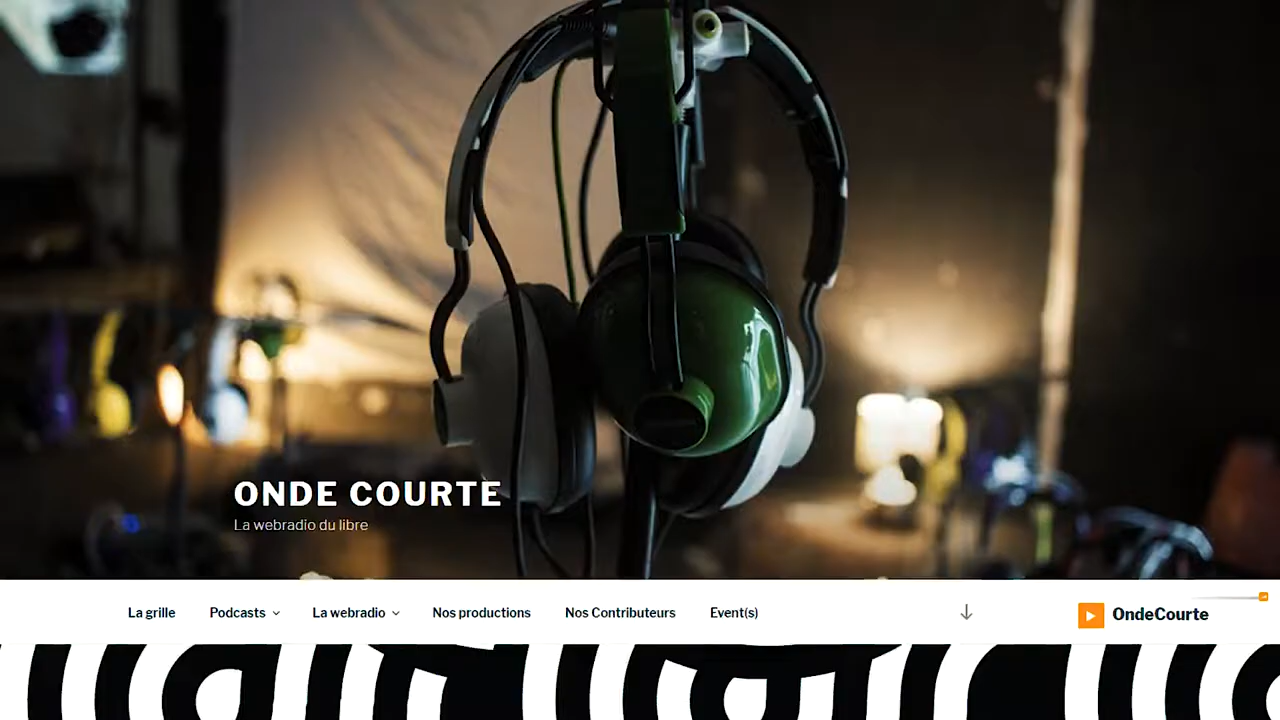 ONDE COURTE
La webradio du libre
La grille Podcasts La webradio Nos productions Nos Contributeurs Event(s) OndeCourte